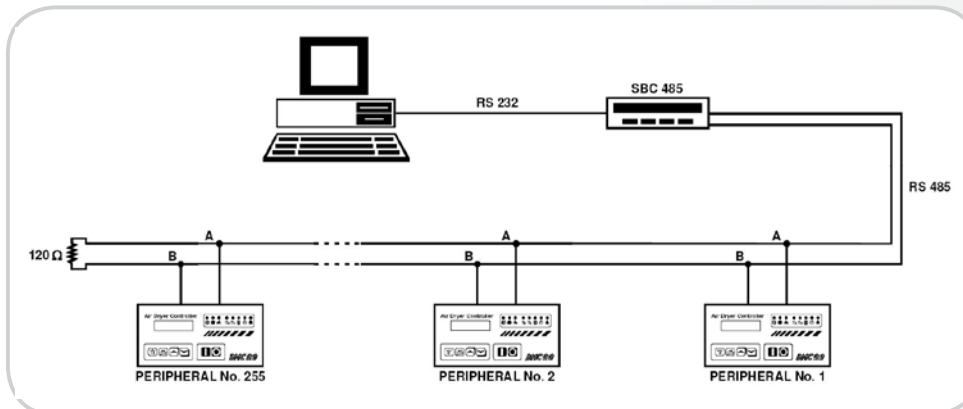 SBC 485
RS 232
RS 485
A
A
A
120 Ω
B
B
B
Air Dryer Controller
Air Dryer Controller
Air Dryer Controller
PERIPHERAL No. 255
PERIPHERAL No. 2
PERIPHERAL No. 1